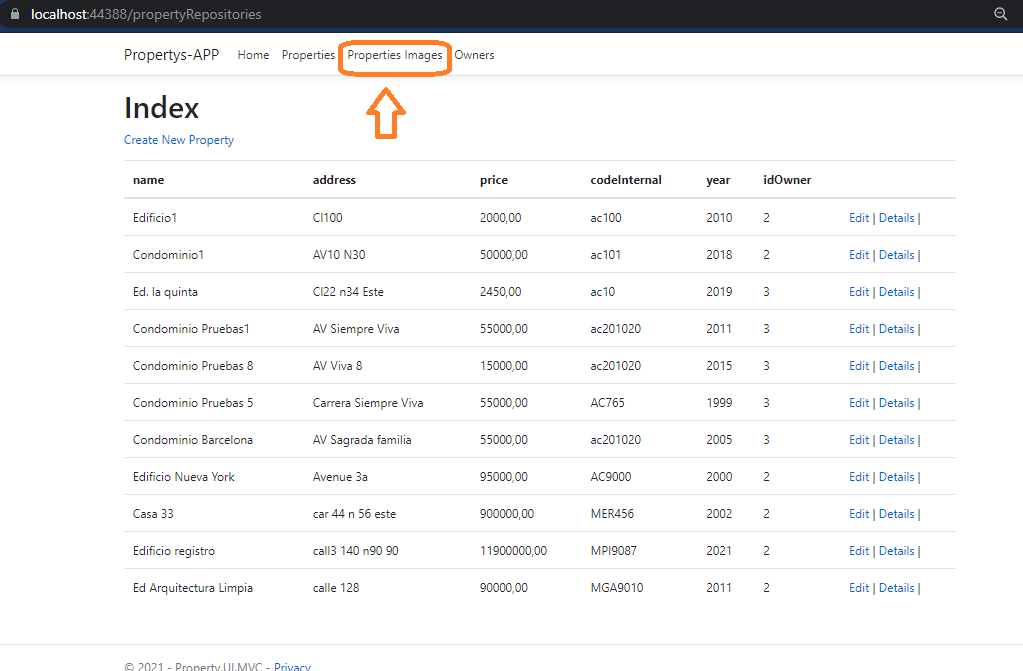 localhost:44388/propertyRepositories
Propertys-APP Home Properties Properties Images Owners
Index
Create New Property
name address price codeInternal year idOwner
Edificio1 Cl100 2000,00 ac100 2010 2 Edit | Details |
Condominio1 AV10 N30 50000,00 ac101 2018 2 Edit | Details |
Ed. la quinta Cl22 n34 Este 2450,00 ac10 2019 3 Edit | Details |
Condominio Pruebas1 AV Siempre Viva 55000,00 ac201020 2011 3 Edit | Details |
Condominio Pruebas 8 AV Viva 8 15000,00 ac201020 2015 3 Edit | Details |
Condominio Pruebas 5 Carrera Siempre Viva 55000,00 AC765 1999 3 Edit | Details |
Condominio Barcelona AV Sagrada familia 55000,00 ac201020 2005 3 Edit | Details |
Edificio Nueva York Avenue 3a 95000,00 AC9000 2000 2 Edit | Details |
Casa 33 car 44 n 56 este 900000,00 MER456 2002 2 Edit | Details |
Edificio registro call3 140 n90 90 11900000,00 MPI9087 2021 2 Edit | Details |
Ed Arquitectura Limpia calle 128 90000,00 MGA9010 2011 2 Edit | Details |
© 2021 - Property.UI.MVC - Privacy